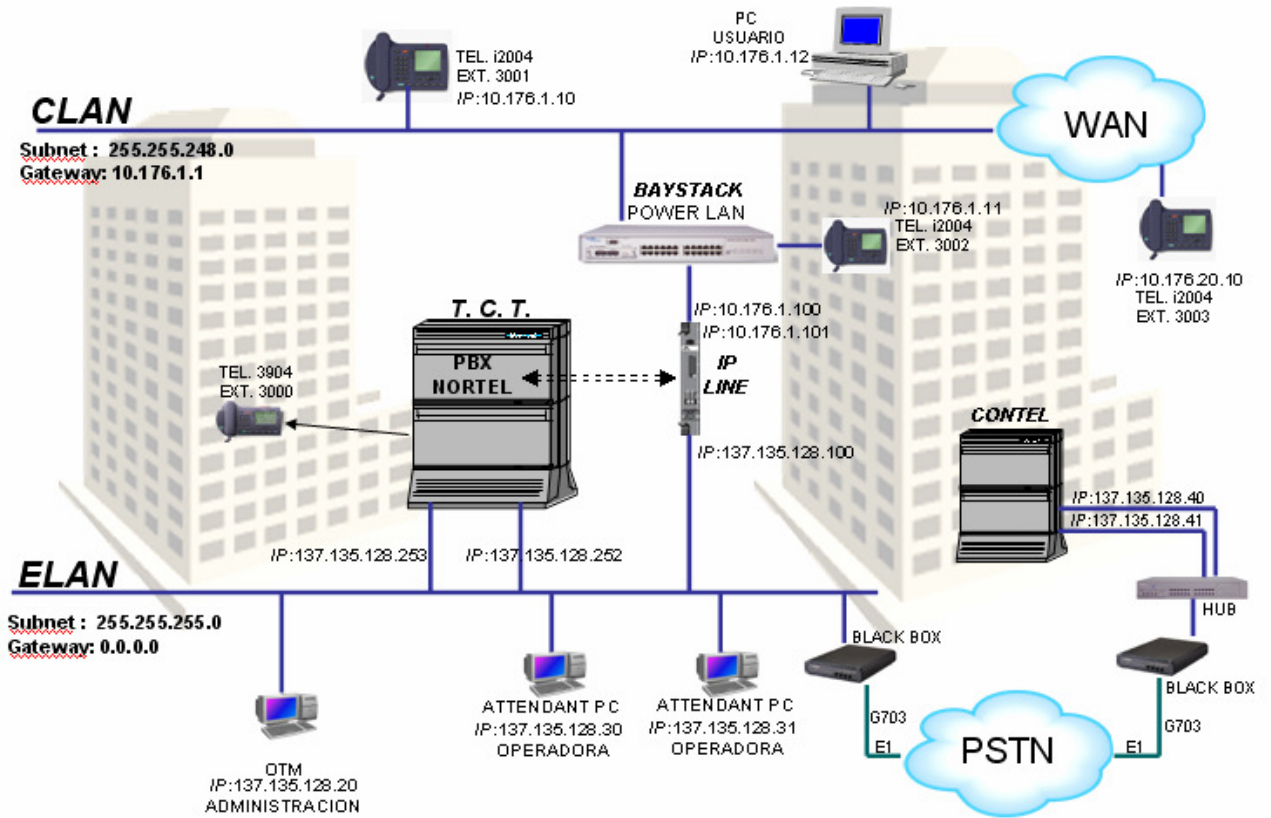 PC
USUARIO
IP:10.176.1.12
TEL. i2004
EXT. 3001
IP:10.176.1.10
CLAN
Subnet : 255.255.248.0
Gateway: 10.176.1.1
WAN
BAYSTACK
POWER LAN
IP:10.176.1.11
TEL. i2004
EXT. 3002
IP:10.176.20.10
TEL. i2004
EXT. 3003
IP:10.176.1.100
IP:10.176.1.101
T. C. T.
PBX
NORTEL
IP
LINE
TEL. 3904
EXT. 3000
CONTEL
IP:137.135.128.100
IP:137.135.128.40
IP:137.135.128.41
IP:137.135.128.253
IP:137.135.128.252
ELAN
Subnet : 255.255.255.0
Gateway: 0.0.0.0
HUB
BLACK BOX
BLACK BOX
ATTENDANT PC
IP:137.135.128.30
OPERADORA
ATTENDANT PC
IP:137.135.128.31
OPERADORA
G703
E1
PSTN
E1
G703
OTM
IP:137.135.128.20
ADMINISTRACION